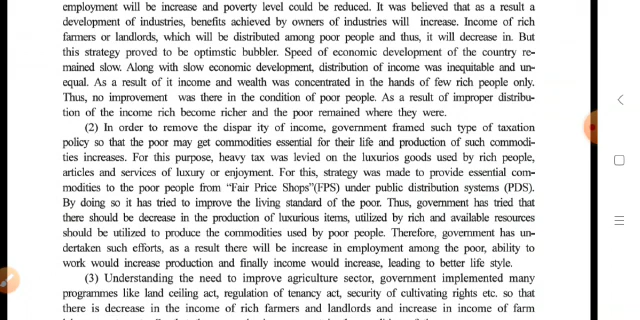 employment will be increase and poverty level could be reduced. It was believed that as a result a
development of industries, benefits achieved by owners of industries will increase. Income of rich
farmers or landlords, which will be distributed among poor people and thus, it will decrease in. But
this strategy proved to be optimstic bubbler. Speed of economic development of the country re-
mained slow. Along with slow economic development, distribution of income was inequitable and un-
equal. As a result of it income and wealth was concentrated in the hands of few rich people only.
Thus, no improvement was there in the condition of poor people. As a result of improper distribu-
tion of the income rich become richer and the poor remained where they were.
(2) In order to remove the dispar ity of income, government framed such type of taxation
policy so that the poor may get commodities essential for their life and production of such commodi-
ties increases. For this purpose, heavy tax was levied on the luxurios goods used by rich people,
articles and services of luxury or enjoyment. For this, strategy was made to provide essential com-
modities to the poor people from "Fair Price Shops"(FPS) under public distribution systems (PDS).
By doing so it has tried to improve the living standard of the poor. Thus, government has tried that
there should be decrease in the production of luxurious items, utilized by rich and available resources
should be utilized to produce the commodities used by poor people. Therefore, government has un-
dertaken such efforts, as a result there will be increase in employment among the poor, ability to
work would increase production and finally income would increase, leading to better life style.
(3) Understanding the need to improve agriculture sector, government implemented many
programmes like land ceiling act, regulation of tenancy act, security of cultivating rights etc. so that
there is decrease in the income of rich farmers and landlords and increase in income of farm